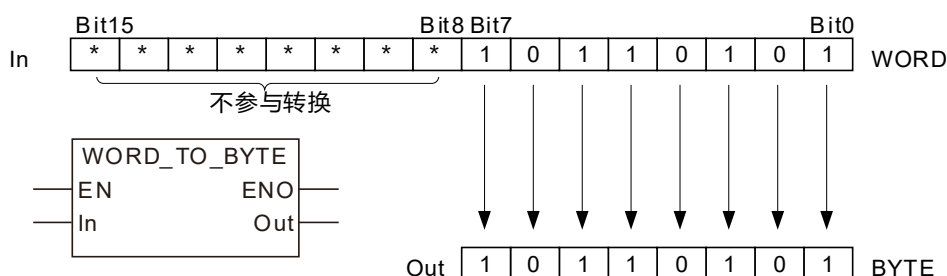 Bit15 Bit8 Bit7 Bit0
In * * * * * * * * 1 0 1 1 0 1 0 1 WORD
不参与转换
WORD_TO_BYTE
EN ENO
In Out
Out 1 0 1 1 0 1 0 1 BYTE